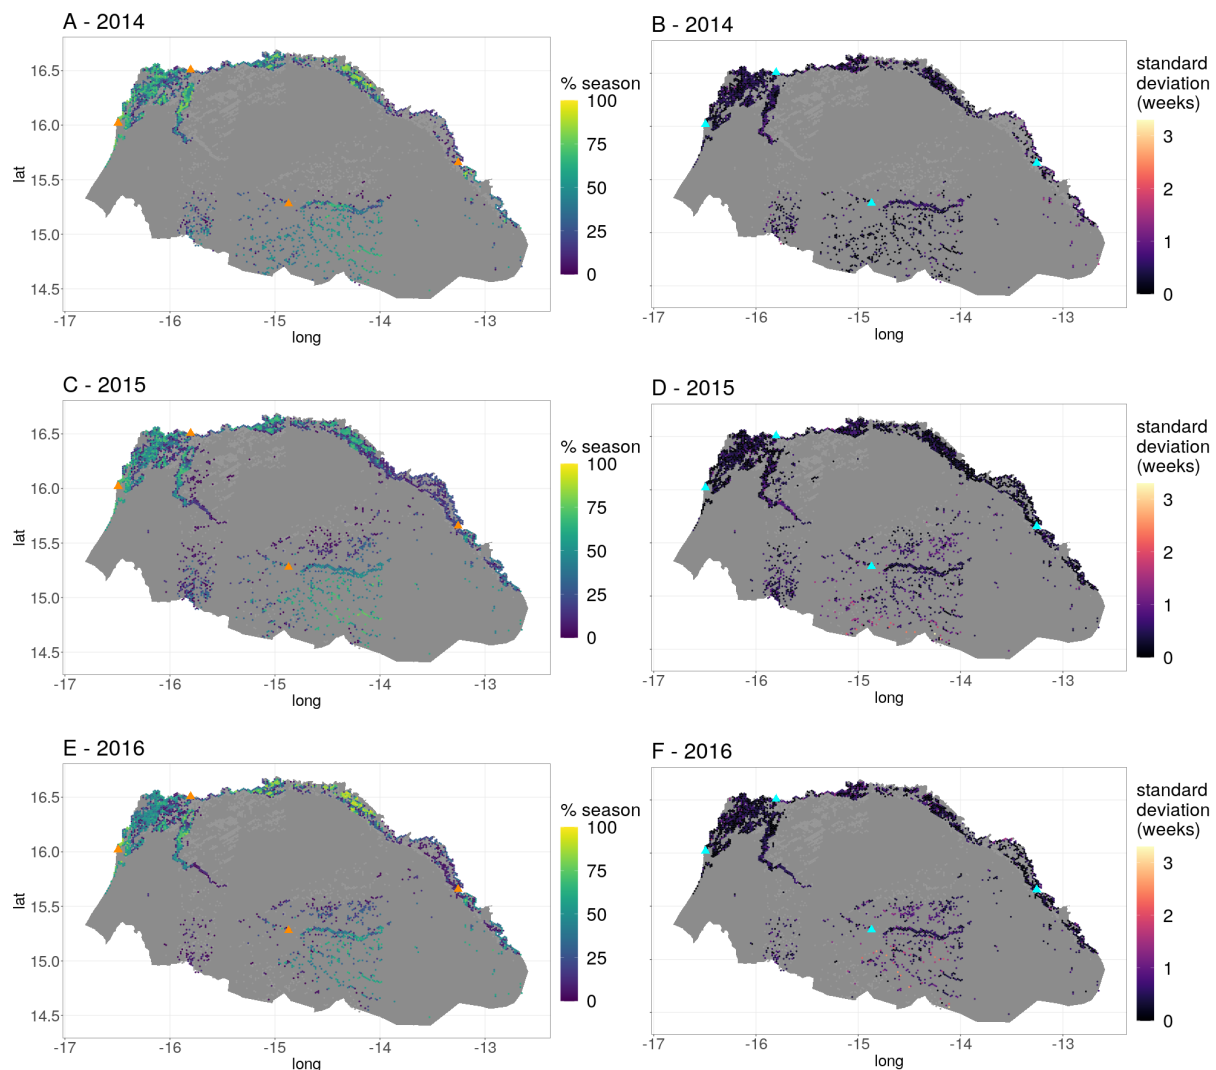 A - 2014
B - 2014
16.5
16.0
15.5
15.0
14.5
lat
-17
-16
-15
-14
-13
long
% season
100
75
50
25
0
-17
-16
-15
-14
-13
long
standard
deviation
(weeks)
3
2
1
0
C - 2015
D - 2015
16.5
16.0
15.5
15.0
14.5
lat
-17
-16
-15
-14
-13
long
% season
100
75
50
25
0
-17
-16
-15
-14
-13
long
standard
deviation
(weeks)
3
2
1
0
E - 2016
F - 2016
16.5
16.0
15.5
15.0
14.5
lat
-17
-16
-15
-14
-13
long
% season
100
75
50
25
0
-17
-16
-15
-14
-13
long
standard
deviation
(weeks)
3
2
1
0